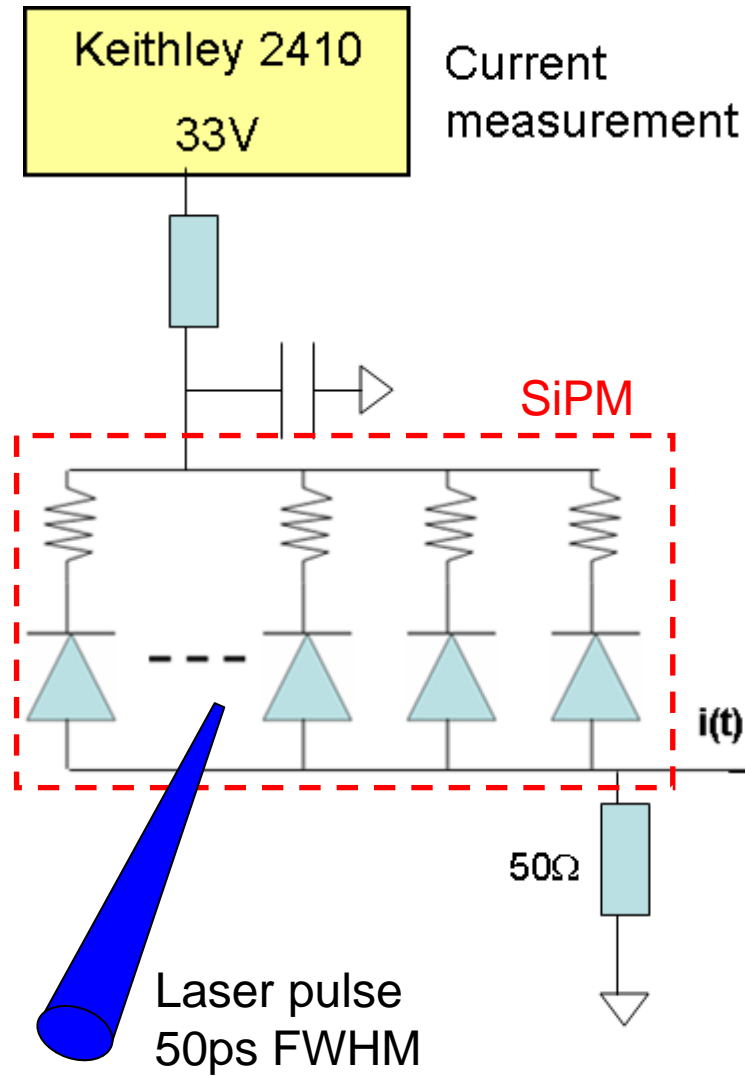 Keithley 2410
33V
Current
measurement
SiPM
i(t)
50Ω
Laser pulse
50ps FWHM